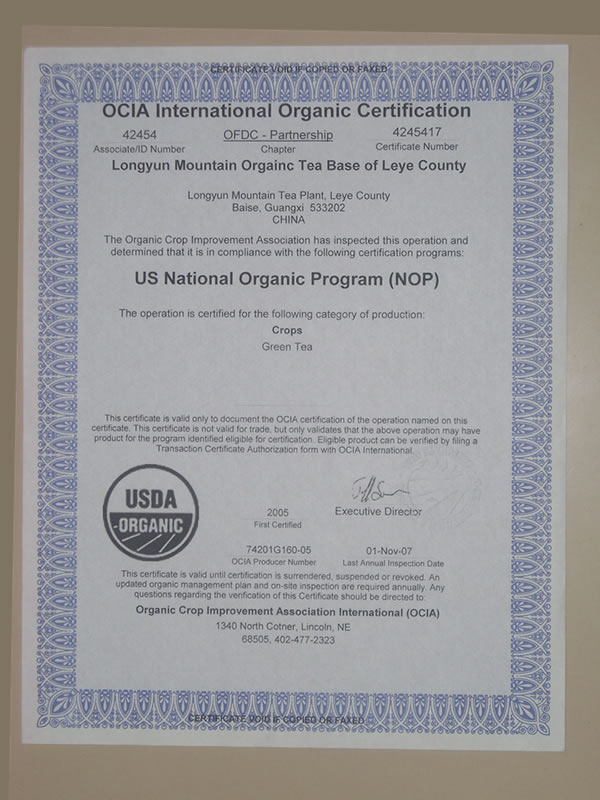 CERTIFICATE VOID IF COPIED OR FAXED
OCIA International Organic Certification
42454 OFDC - Partnership 4245417
Associate/ID Number Chapter Certificate Number
Longyun Mountain Orgainc Tea Base of Leye County
Longyun Mountain Tea Plant, Leye County
Baise, Guangxi 533202
CHINA
The Organic Crop Improvement Association has inspected this operation and
determined that it is in compliance with the following certification programs:
US National Organic Program (NOP)
The operation is certified for the following category of production:
Crops
Green Tea
This certificate is valid only to document the OCIA certification of the operation named on this
certificate. This certificate is not valid for trade, but only validates that the above operation may have
product for the program identified eligible for certification. Eligible product can be verified by filing a
Transaction Certificate Authorization form with OCIA International.
USDA
ORGANIC
2005 Executive Director
First Certified
74201G160-05 01-Nov-07
OCIA Producer Number Last Annual Inspection Date
This certificate is valid until certification is surrendered, suspended or revoked. An
updated organic management plan and on-site inspection are required annually. Any
questions regarding the verification of this Certificate should be directed to:
Organic Crop Improvement Association International (OCIA)
1340 North Cotner, Lincoln, NE
68505, 402-477-2323
CERTIFICATE VOID IF COPIED OR FAXED